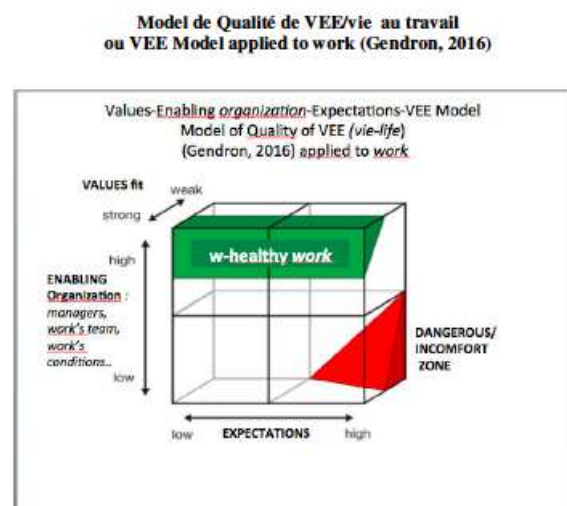 Model de Qualité de VEE/vie au travail
ou VEE Model applied to work (Gendron, 2016)
Values-Enabling organization-Expectations-VEE Model
Model of Quality of VEE (vie-life)
(Gendron, 2016) applied to work
VALUES fit
weak
strong
high
w-healthy work
ENABLING
Organization :
managers,
work's team,
work's
conditions..
low
DANGEROUS/
INCOMFORT
ZONE
low
EXPECTATIONS
high